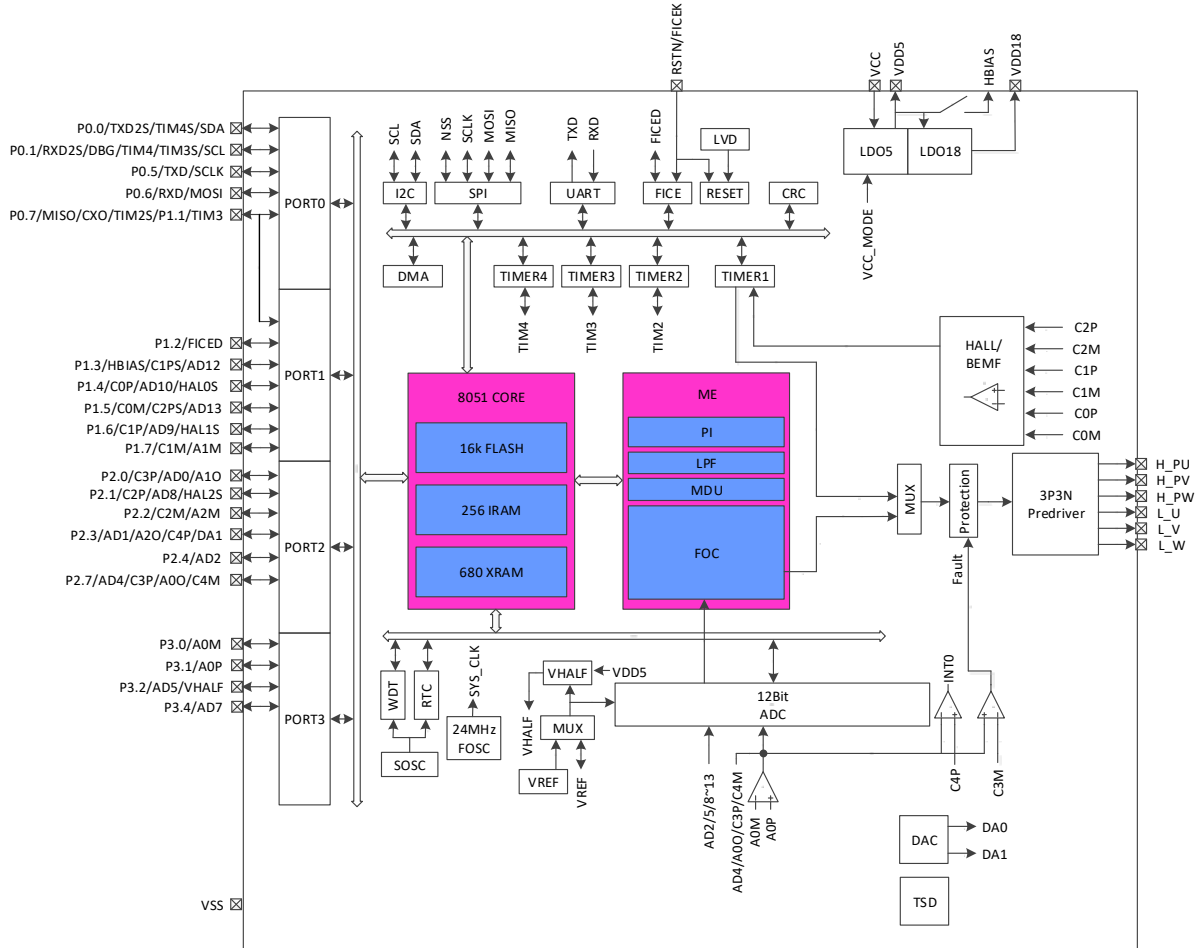 RSTN/FICEK
VCC
VDD5
HBIAS
VDD18
P0.0/TXD2S/TIM4S/SDA
P0.1/RXD2S/DBG/TIM4/TIM3S/SCL
P0.5/TXD/SCLK
P0.6/RXD/MOSI
P0.7/MISO/CXO/TIM2S/P1.1/TIM3
PORT0
SCL
SDA
NSS
SCLK
MOSI
MISO
TXD
RXD
FICED
LVD
I2C
SPI
UART
FICE
RESET
CRC
LDO5
LDO18
VCC_MODE
DMA
TIMER4
TIMER3
TIMER2
TIMER1
TIM4
TIM3
TIM2
P1.2/FICED
P1.3/HBIAS/C1PS/AD12
P1.4/C0P/AD10/HAL0S
P1.5/C0M/C2PS/AD13
P1.6/C1P/AD9/HAL1S
P1.7/C1M/A1M
PORT1
HALL/
BEMF
C2P
C2M
C1P
C1M
C0P
C0M
8051 CORE
16k FLASH
256 IRAM
680 XRAM
ME
PI
LPF
MDU
FOC
P2.0/C3P/AD0/A1O
P2.1/C2P/AD8/HAL2S
P2.2/C2M/A2M
P2.3/AD1/A2O/C4P/DA1
P2.4/AD2
P2.7/AD4/C3P/A0O/C4M
PORT2
MUX
Protection
Fault
3P3N
Predriver
H_PU
H_PV
H_PW
L_U
L_V
L_W
P3.0/A0M
P3.1/A0P
P3.2/AD5/VHALF
P3.4/AD7
PORT3
WDT
RTC
SOSC
SYS_CLK
24MHz
FOSC
VHALF
VDD5
VHALF
MUX
VREF
VREF
12Bit
ADC
INT0
AD2/5/8~13
AD4/A0O/C3P/C4M
A0M
A0P
C4P
C3M
DAC
DA0
DA1
TSD
VSS